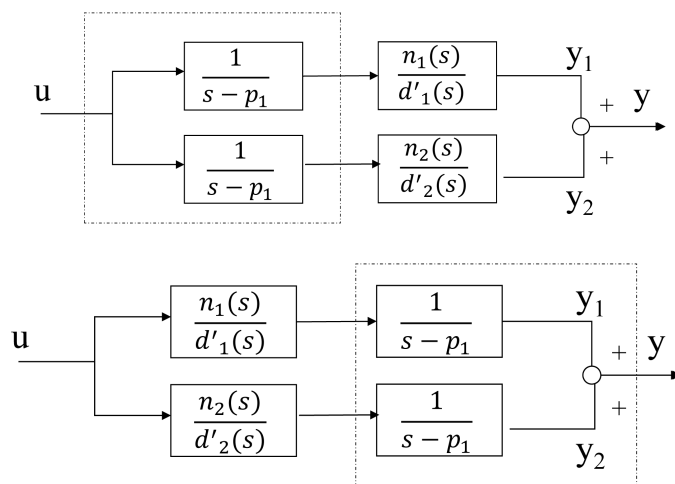 u
1
s − p₁
n₁(s)
d′₁(s)
y₁
+
y
1
s − p₁
n₂(s)
d′₂(s)
+
y₂
u
n₁(s)
d′₁(s)
1
s − p₁
y₁
+
y
n₂(s)
d′₂(s)
1
s − p₁
+
y₂